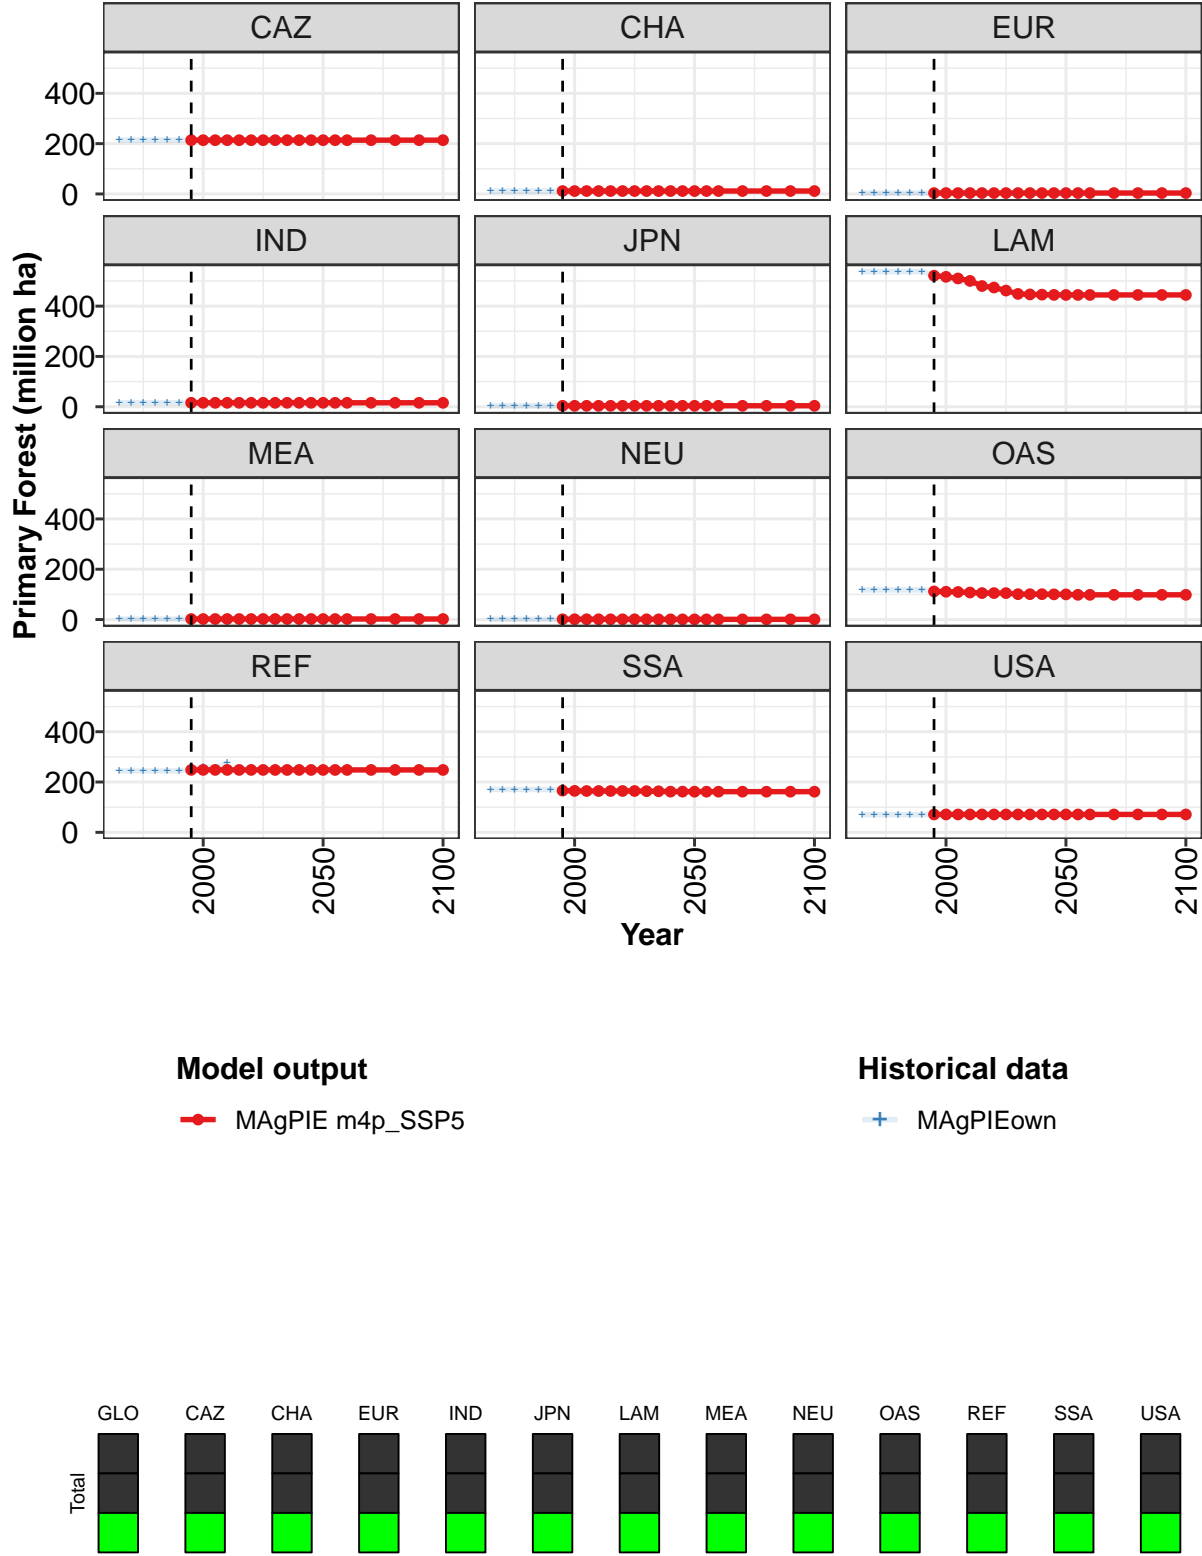 CAZ CHA EUR
400
200
0
IND JPN LAM
400
200
0
MEA NEU OAS
400
200
0
REF SSA USA
400
200
0
Primary Forest (million ha)
2000 2050 2100 2000 2050 2100 2000 2050 2100
Year
Model output Historical data
MAgPIE m4p_SSP5 MAgPIEown
GLO CAZ CHA EUR IND JPN LAM MEA NEU OAS REF SSA USA
Total